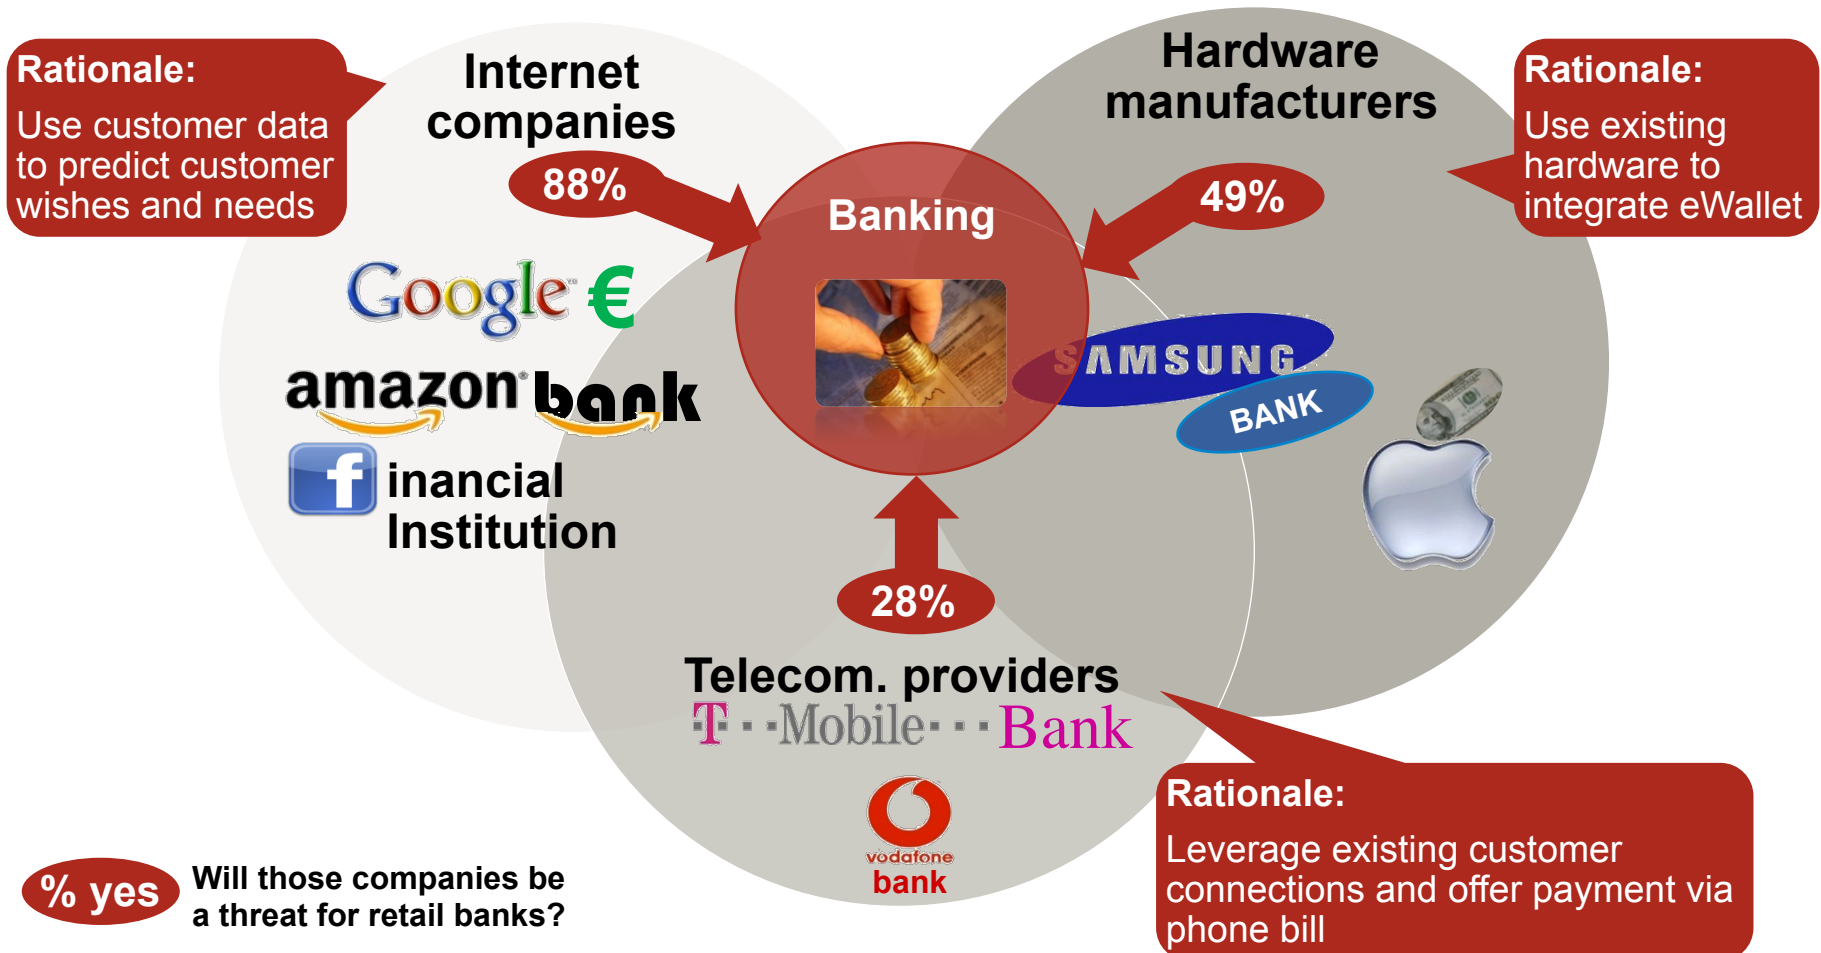 Rationale:
Use customer data
to predict customer
wishes and needs
Internet
companies
88%
Hardware
manufacturers
49%
Rationale:
Use existing
hardware to
integrate eWallet
Banking
Google €
amazon bank
f inancial
Institution
SAMSUNG
BANK
28%
Telecom. providers
T··Mobile···Bank
vodafone
bank
Rationale:
Leverage existing customer
connections and offer payment via
phone bill
% yes
Will those companies be
a threat for retail banks?